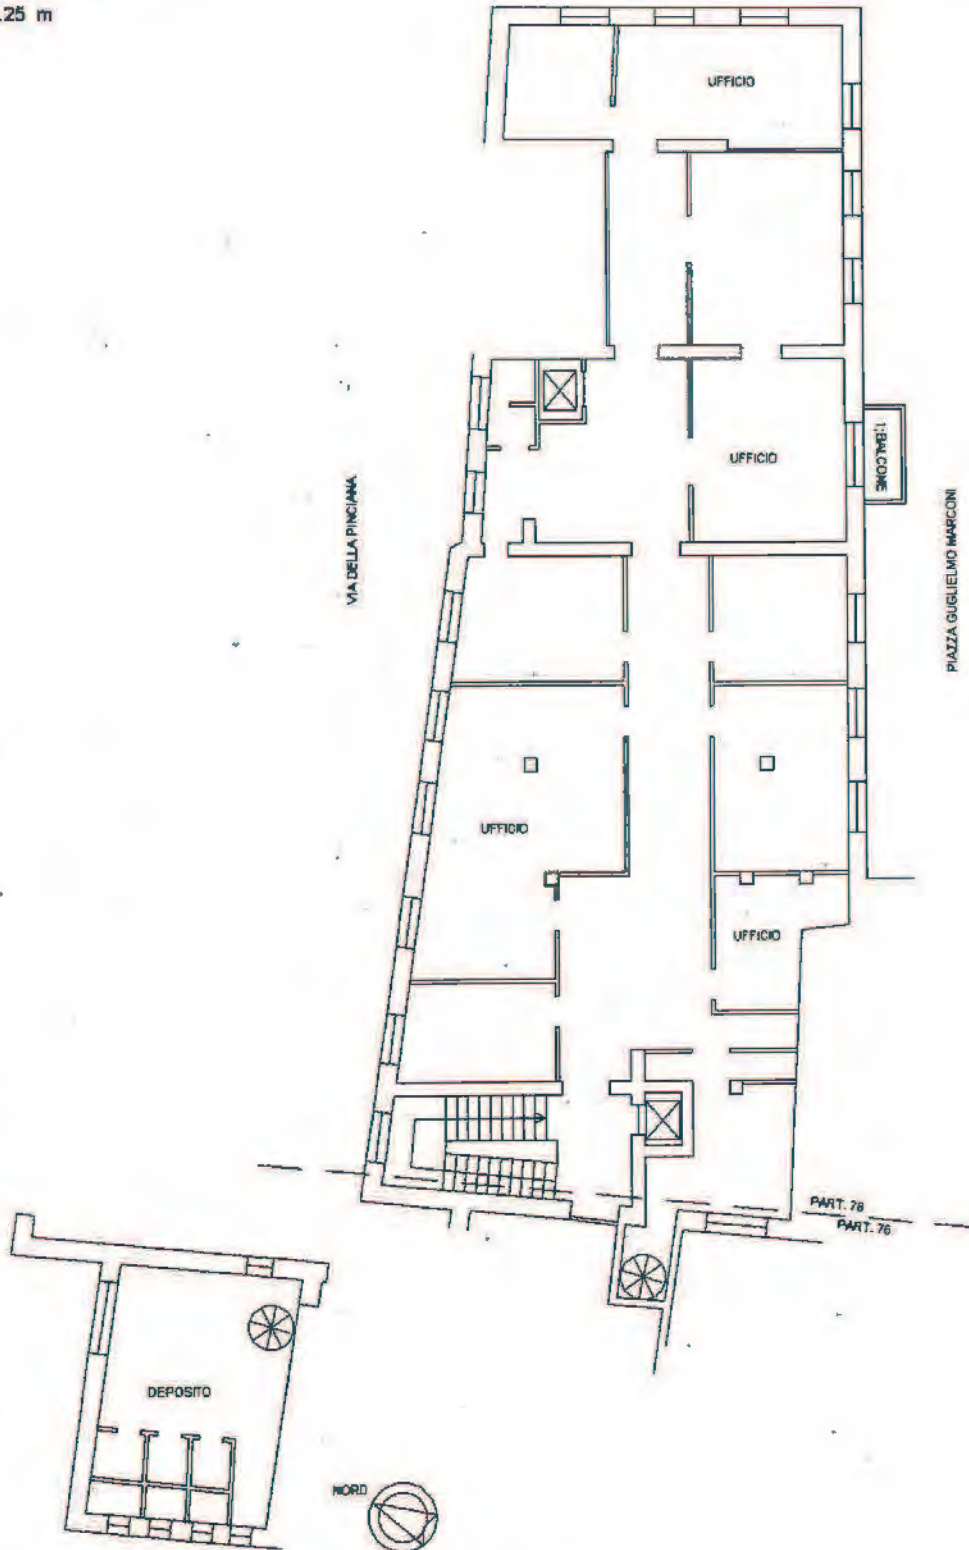 .25 m
UFFICIO
UFFICIO
1:BALCONE
VIA DELLA PINCIANA
PIAZZA GUGLIELMO MARCONI
UFFICIO
UFFICIO
PART. 78
PART. 76
DEPOSITO
NORD